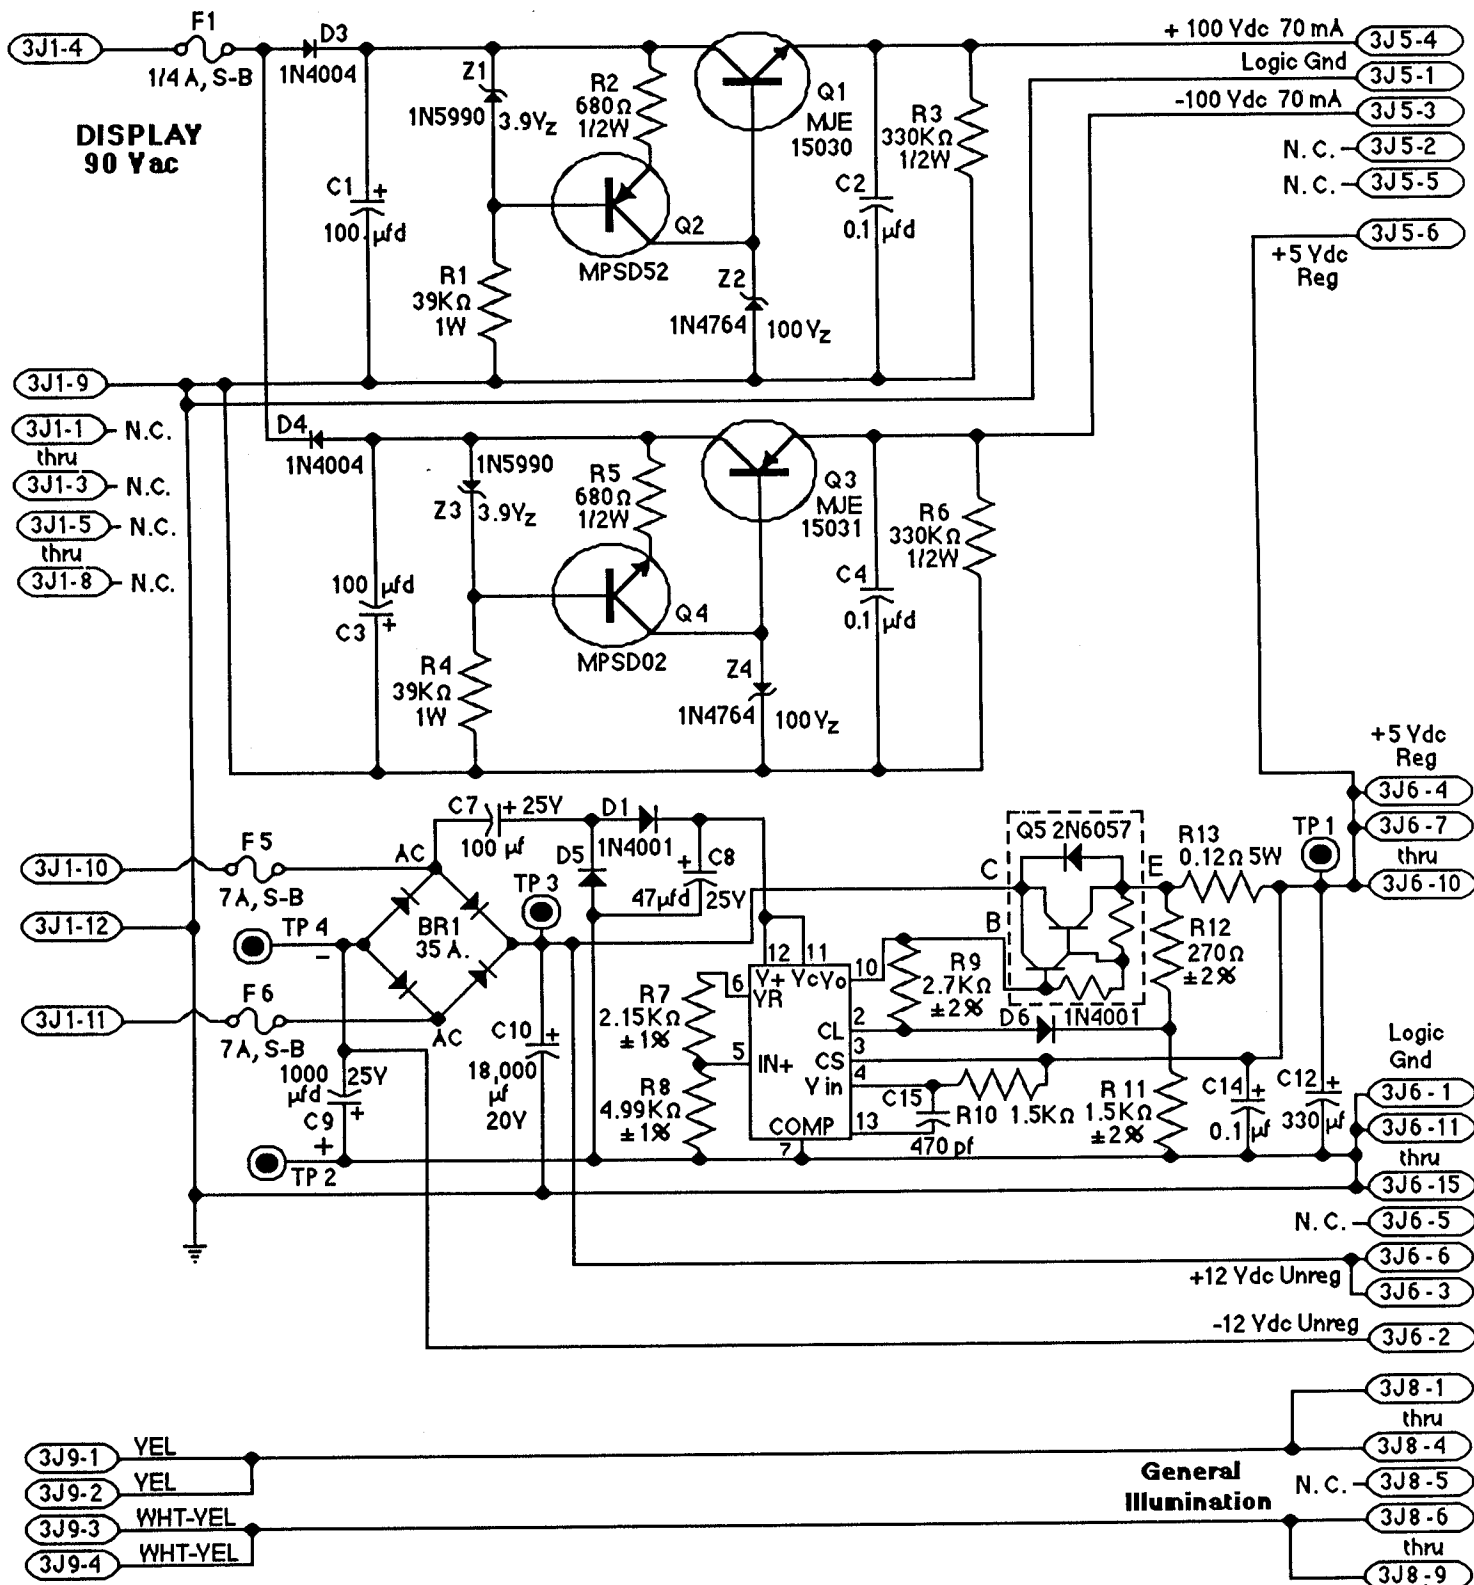 3J1-4
F1
1/4 A, S-B
D3
1N4004
DISPLAY
90 Vac
C1 +
100 µfd
Z1
1N5990
3.9Vz
R1
39KΩ
1W
R2
680Ω
1/2W
Q2
MPSD52
Q1
MJE
15030
Z2
1N4764
100Vz
C2
0.1 µfd
R3
330KΩ
1/2W
+ 100 Vdc 70 mA
3J5-4
Logic Gnd
3J5-1
-100 Vdc 70 mA
3J5-3
N. C.
3J5-2
N. C.
3J5-5
3J5-6
+5 Vdc
Reg
3J1-9
3J1-1
N.C.
thru
3J1-3
N.C.
3J1-5
N.C.
thru
3J1-8
N.C.
D4
1N4004
100 µfd
C3 +
1N5990
Z3
3.9Vz
R4
39KΩ
1W
R5
680Ω
1/2W
Q4
MPSD02
Q3
MJE
15031
Z4
1N4764
100Vz
C4
0.1 µfd
R6
330KΩ
1/2W
+5 Vdc
Reg
3J6-4
3J6-7
thru
3J6-10
3J1-10
F5
7A, S-B
AC
C7
+ 25V
100 µf
D1
1N4001
D5
C8
+
47µfd
25V
TP 3
3J1-12
TP 4
-
BR1
35 A.
3J1-11
F6
7A, S-B
AC
1000
µfd
25V
C9
+
+
TP 2
C10
+
18,000
µf
20V
R7
2.15KΩ
±1%
R8
4.99KΩ
±1%
12
11
V+
Vc
Vo
10
6
VR
5
IN+
CL
2
CS
3
V in
4
COMP
13
7
R9
2.7KΩ
±2%
C15
470 pf
R10 1.5KΩ
Q5 2N6057
C
B
E
D6
1N4001
R13
0.12Ω 5W
TP 1
R12
270Ω
±2%
R 11
1.5KΩ
±2%
C14
+
0.1 µf
C12
+
330 µf
Logic
Gnd
3J6-1
3J6-11
thru
3J6-15
N. C.
3J6-5
3J6-6
+12 Vdc Unreg
3J6-3
-12 Vdc Unreg
3J6-2
3J8-1
thru
3J8-4
General
Illumination
N. C.
3J8-5
3J8-6
thru
3J8-9
3J9-1
YEL
3J9-2
YEL
3J9-3
WHT-YEL
3J9-4
WHT-YEL